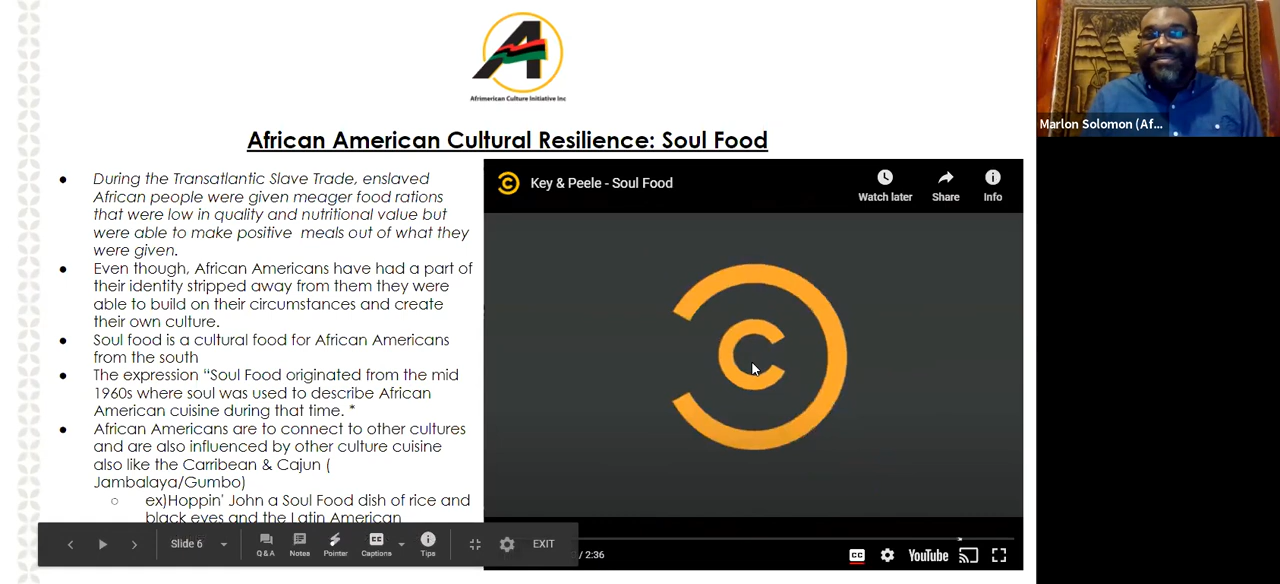 A
Afrimerican Culture Initiative Inc
African American Cultural Resilience: Soul Food
● During the Transatlantic Slave Trade, enslaved
African people were given meager food rations
that were low in quality and nutritional value but
were able to make positive meals out of what they
were given.
● Even though, African Americans have had a part of
their identity stripped away from them they were
able to build on their circumstances and create
their own culture.
● Soul food is a cultural food for African Americans
from the south
● The expression “Soul Food originated from the mid
1960s where soul was used to describe African
American cuisine during that time. *
● African Americans are to connect to other cultures
and are also influenced by other culture cuisine
also like the Carribean & Cajun (
Jambalaya/Gumbo)
○ ex)Hoppin' John a Soul Food dish of rice and
black eyes and the Latin American
Key & Peele - Soul Food
Watch later
Share
Info
/ 2:36
CC
YouTube
Slide 6
Q&A
Notes
Pointer
Captions
Tips
EXIT
Marlon Solomon (Af...